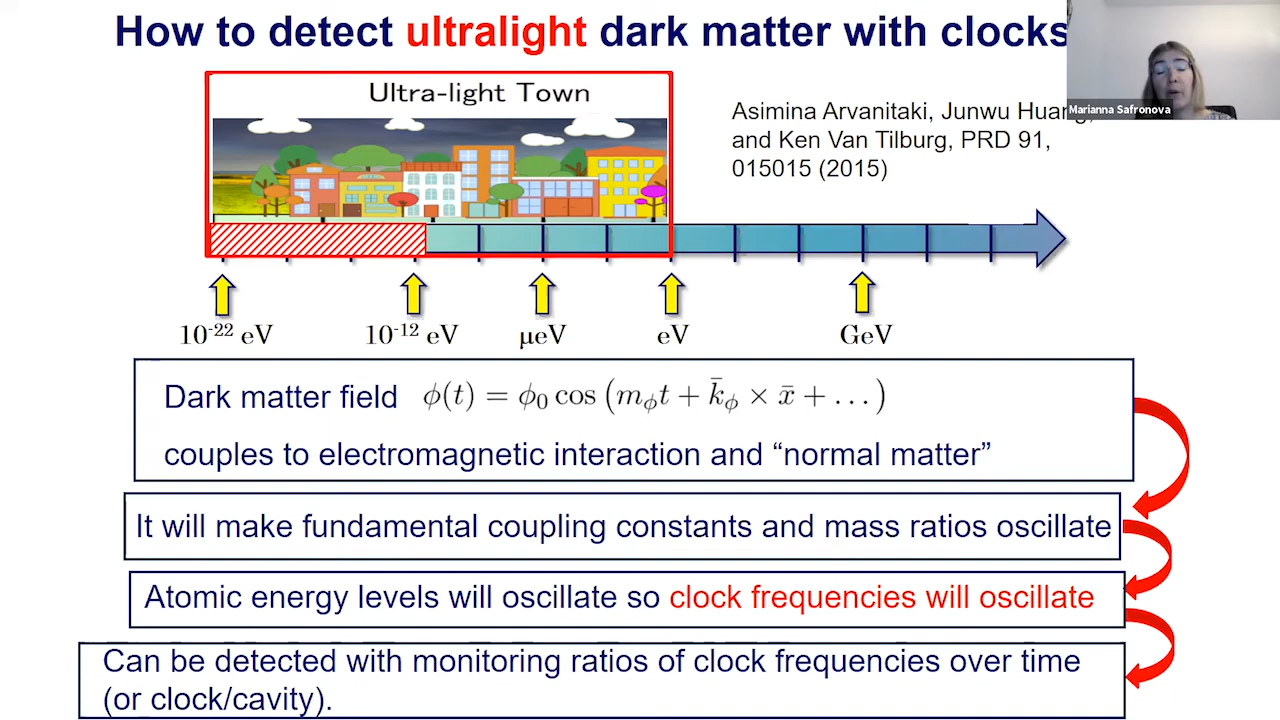 How to detect ultralight dark matter with clocks
Marianna Safronova
Ultra-light Town
Asimina Arvanitaki, Junwu Huang,
and Ken Van Tilburg, PRD 91,
015015 (2015)
10⁻²² eV
10⁻¹² eV
μeV
eV
GeV
Dark matter field ϕ(t) = ϕ₀ cos (m_ϕ t + k̄_ϕ × x̄ + . . . )
couples to electromagnetic interaction and “normal matter”
It will make fundamental coupling constants and mass ratios oscillate
Atomic energy levels will oscillate so clock frequencies will oscillate
Can be detected with monitoring ratios of clock frequencies over time
(or clock/cavity).